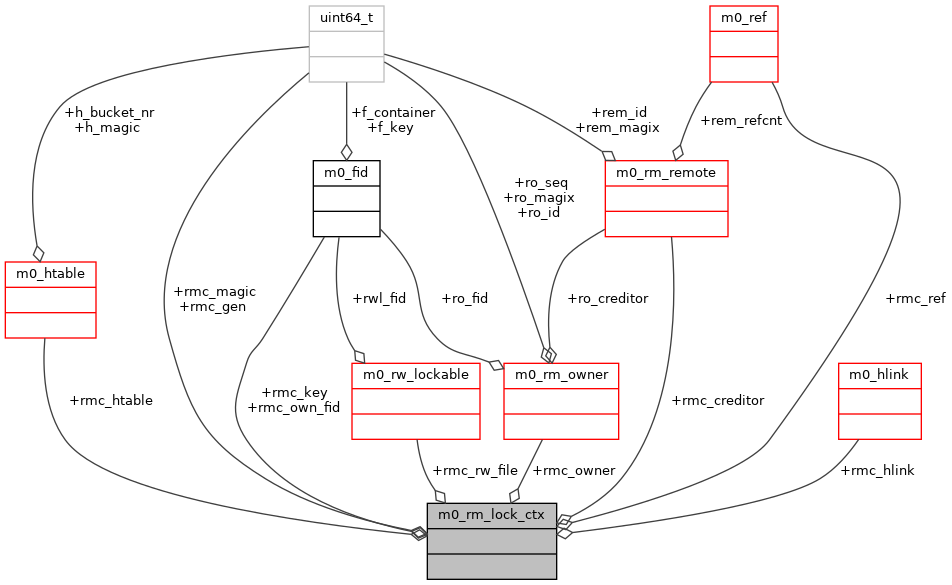 uint64_t
m0_ref
+h_bucket_nr
+h_magic
+f_container
+f_key
+rem_id
+rem_magix
+rem_refcnt
m0_fid
m0_rm_remote
+ro_seq
+ro_magix
+ro_id
m0_htable
+rmc_magic
+rmc_gen
+rwl_fid
+ro_fid
+ro_creditor
+rmc_ref
m0_rw_lockable
m0_rm_owner
m0_hlink
+rmc_htable
+rmc_key
+rmc_own_fid
+rmc_creditor
+rmc_rw_file
+rmc_owner
+rmc_hlink
m0_rm_lock_ctx